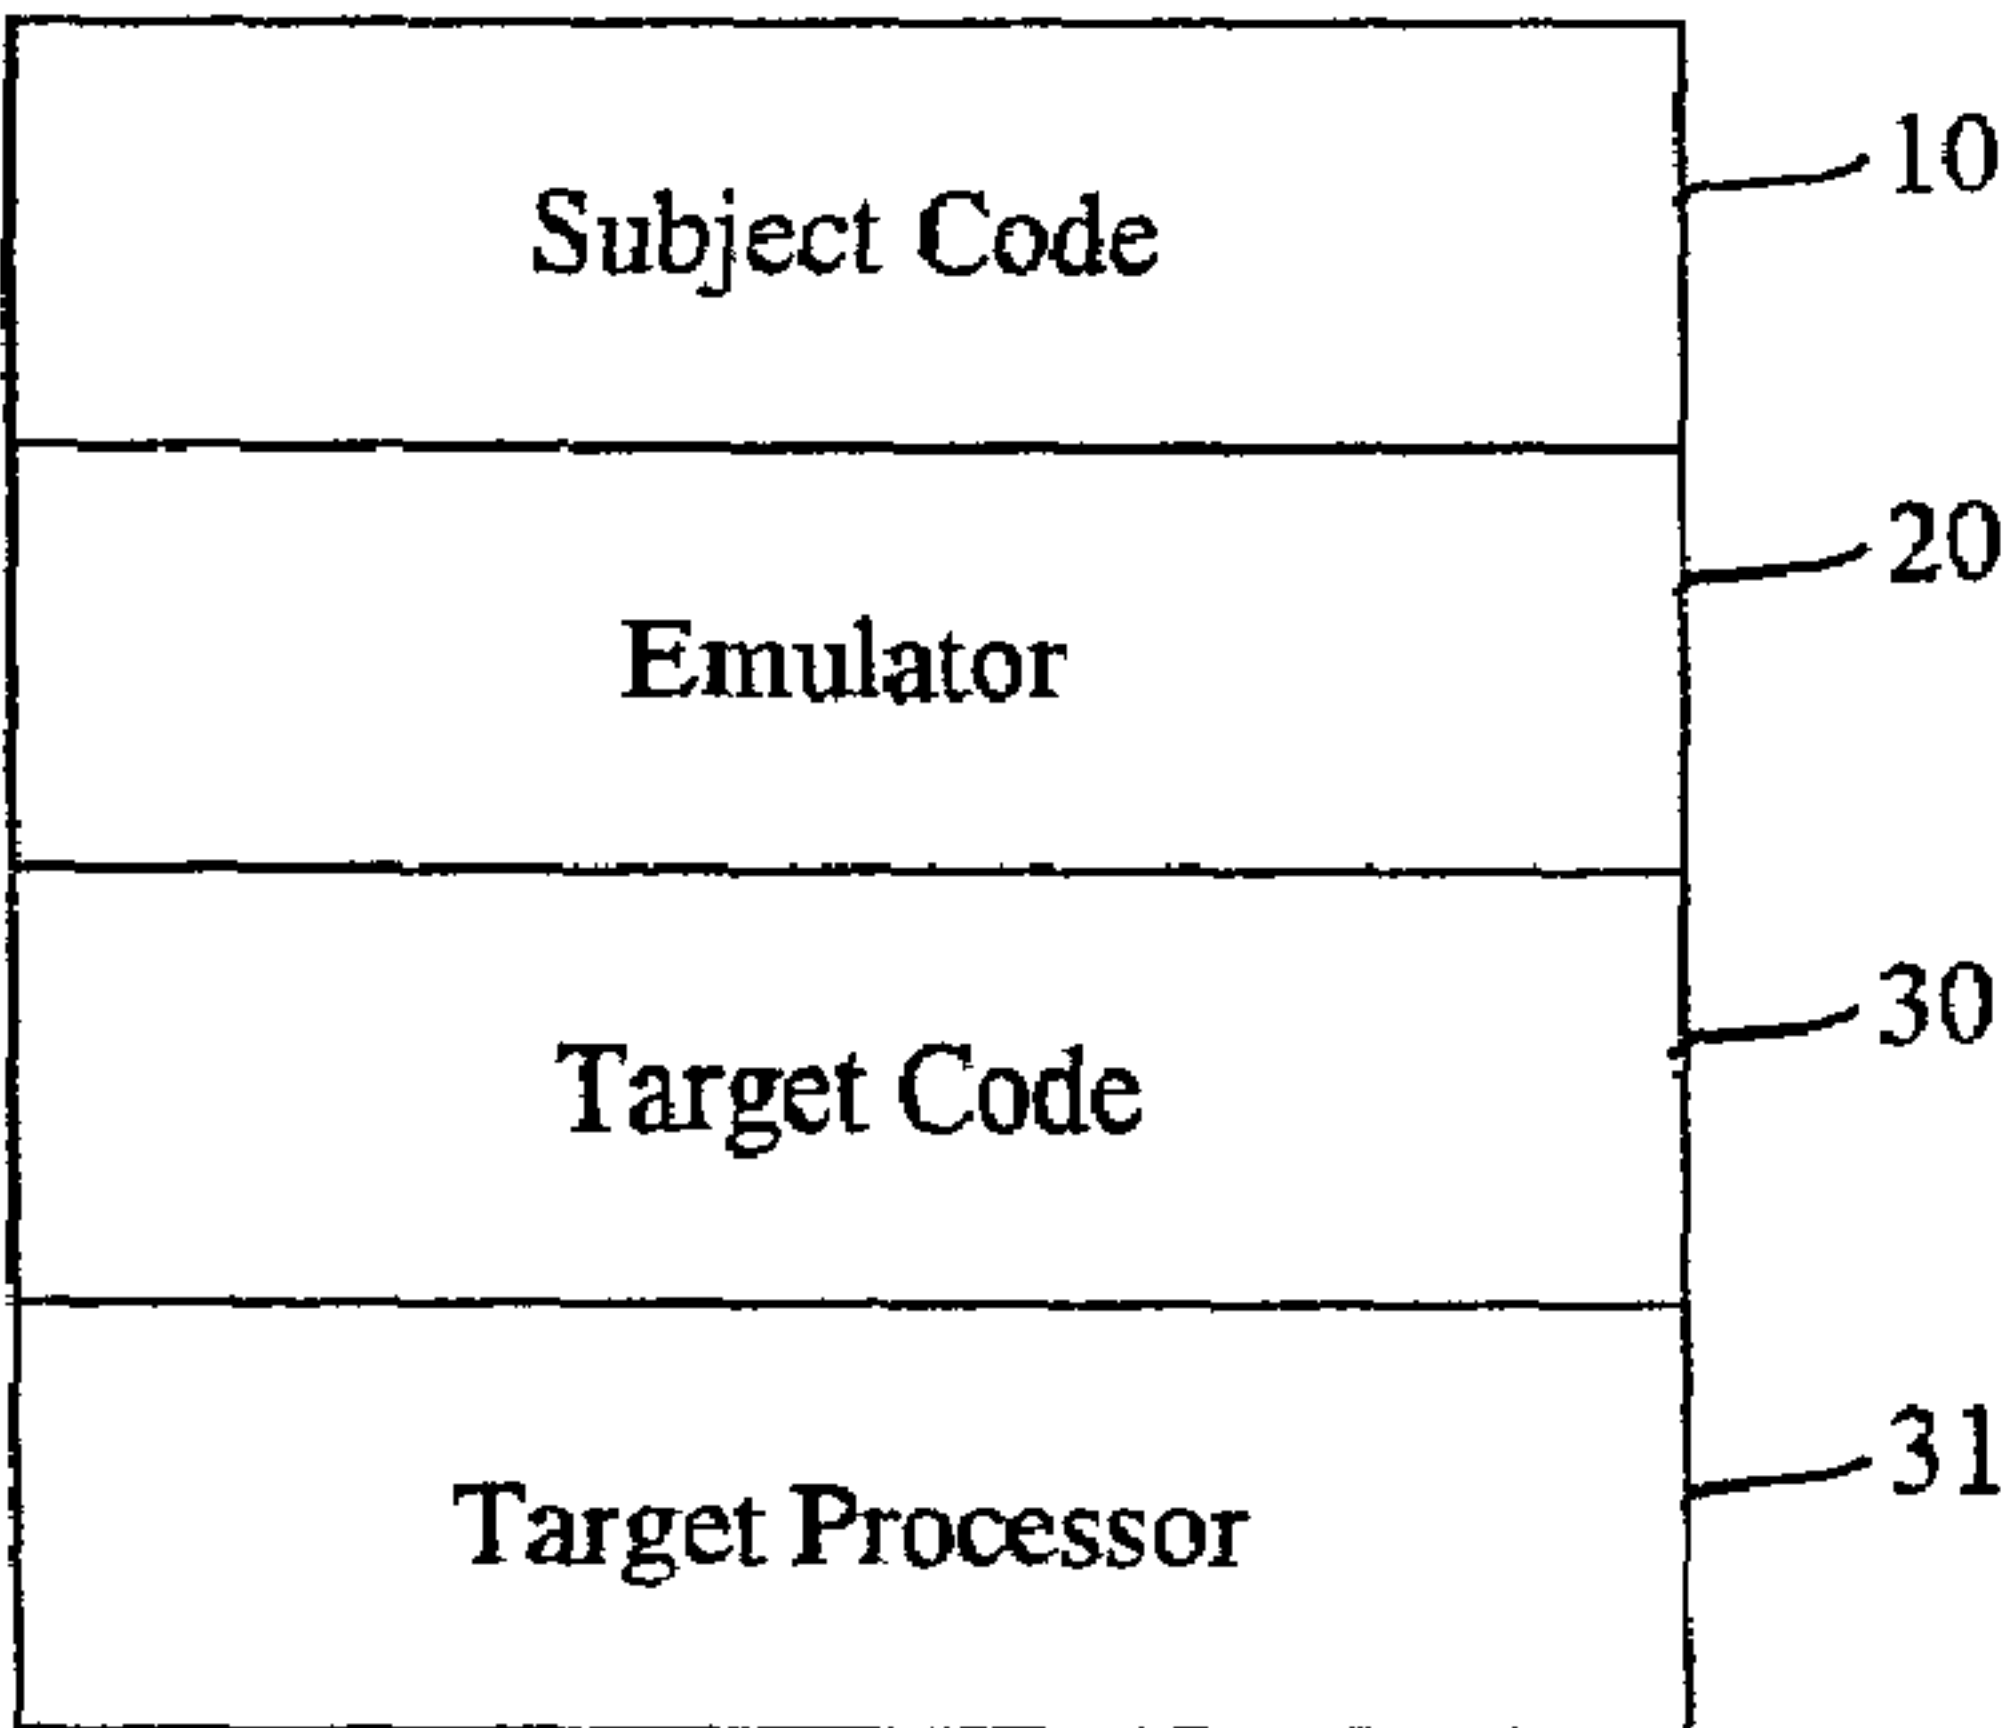 10
Subject Code
20
Emulator
30
Target Code
31
Target Processor